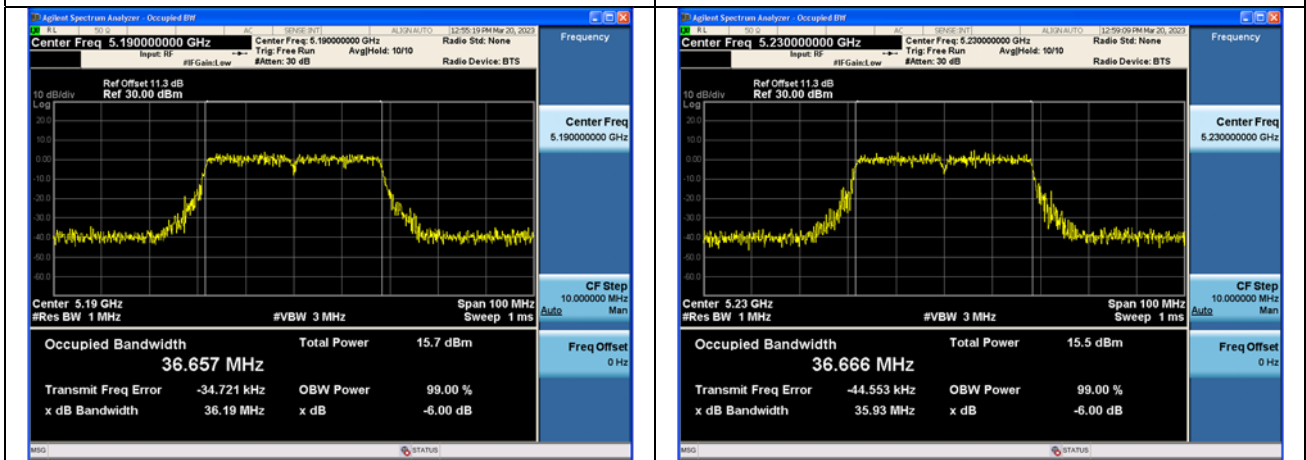 Agilent Spectrum Analyzer - Occupied BW
RL 50 Ω AC SENSE:INT ALIGNAUTO 12:55:19 PM Mar 20, 2023
Center Freq 5.190000000 GHz
Input: RF
#IFGain:Low
Center Freq: 5.190000000 GHz
Trig: Free Run Avg|Hold: 10/10
#Atten: 30 dB
Radio Std: None
Radio Device: BTS
Frequency
Ref Offset 11.3 dB
10 dB/div Ref 30.00 dBm
Log
20.0
10.0
0.00
-10.0
-20.0
-30.0
-40.0
-50.0
-60.0
Center Freq
5.190000000 GHz
Center 5.19 GHz Span 100 MHz
#Res BW 1 MHz #VBW 3 MHz Sweep 1 ms
CF Step
10.000000 MHz
Auto Man
Occupied Bandwidth Total Power 15.7 dBm
36.657 MHz
Transmit Freq Error -34.721 kHz OBW Power 99.00 %
x dB Bandwidth 36.19 MHz x dB -6.00 dB
Freq Offset
0 Hz
MSG STATUS
Agilent Spectrum Analyzer - Occupied BW
RL 50 Ω AC SENSE:INT ALIGNAUTO 12:59:09 PM Mar 20, 2023
Center Freq 5.230000000 GHz
Input: RF
#IFGain:Low
Center Freq: 5.230000000 GHz
Trig: Free Run Avg|Hold: 10/10
#Atten: 30 dB
Radio Std: None
Radio Device: BTS
Frequency
Ref Offset 11.3 dB
10 dB/div Ref 30.00 dBm
Log
20.0
10.0
0.00
-10.0
-20.0
-30.0
-40.0
-50.0
-60.0
Center Freq
5.230000000 GHz
Center 5.23 GHz Span 100 MHz
#Res BW 1 MHz #VBW 3 MHz Sweep 1 ms
CF Step
10.000000 MHz
Auto Man
Occupied Bandwidth Total Power 15.5 dBm
36.666 MHz
Transmit Freq Error -44.553 kHz OBW Power 99.00 %
x dB Bandwidth 35.93 MHz x dB -6.00 dB
Freq Offset
0 Hz
MSG STATUS